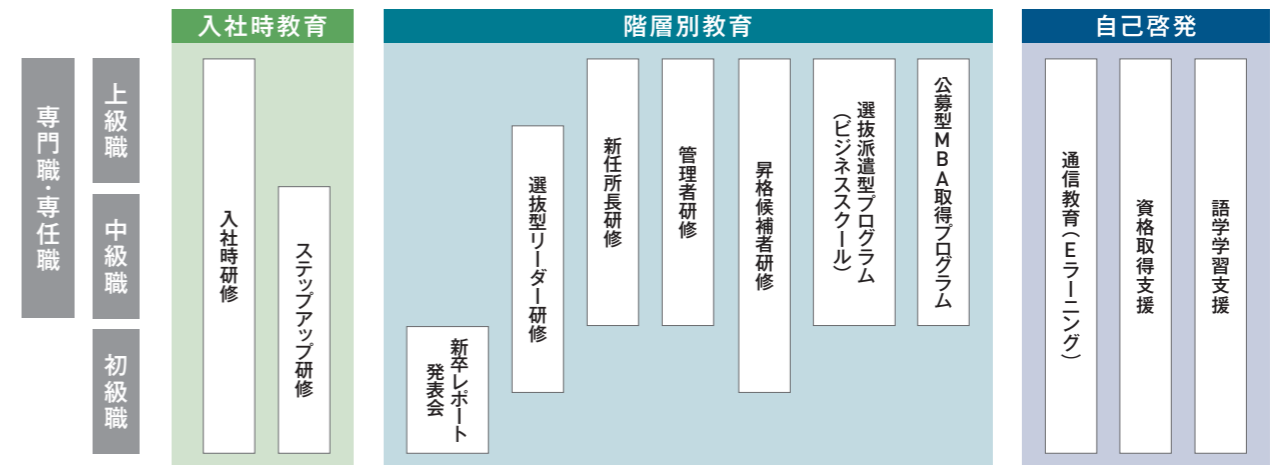 入社時教育
階層別教育
自己啓発
専門職・専任職
上級職
中級職
初級職
入社時研修
ステップアップ研修
新卒レポート
発表会
選抜型リーダー研修
新任所長研修
管理者研修
昇格候補者研修
選抜派遣型プログラム
（ビジネススクール）
公募型MBA取得プログラム
通信教育（Eラーニング）
資格取得支援
語学学習支援